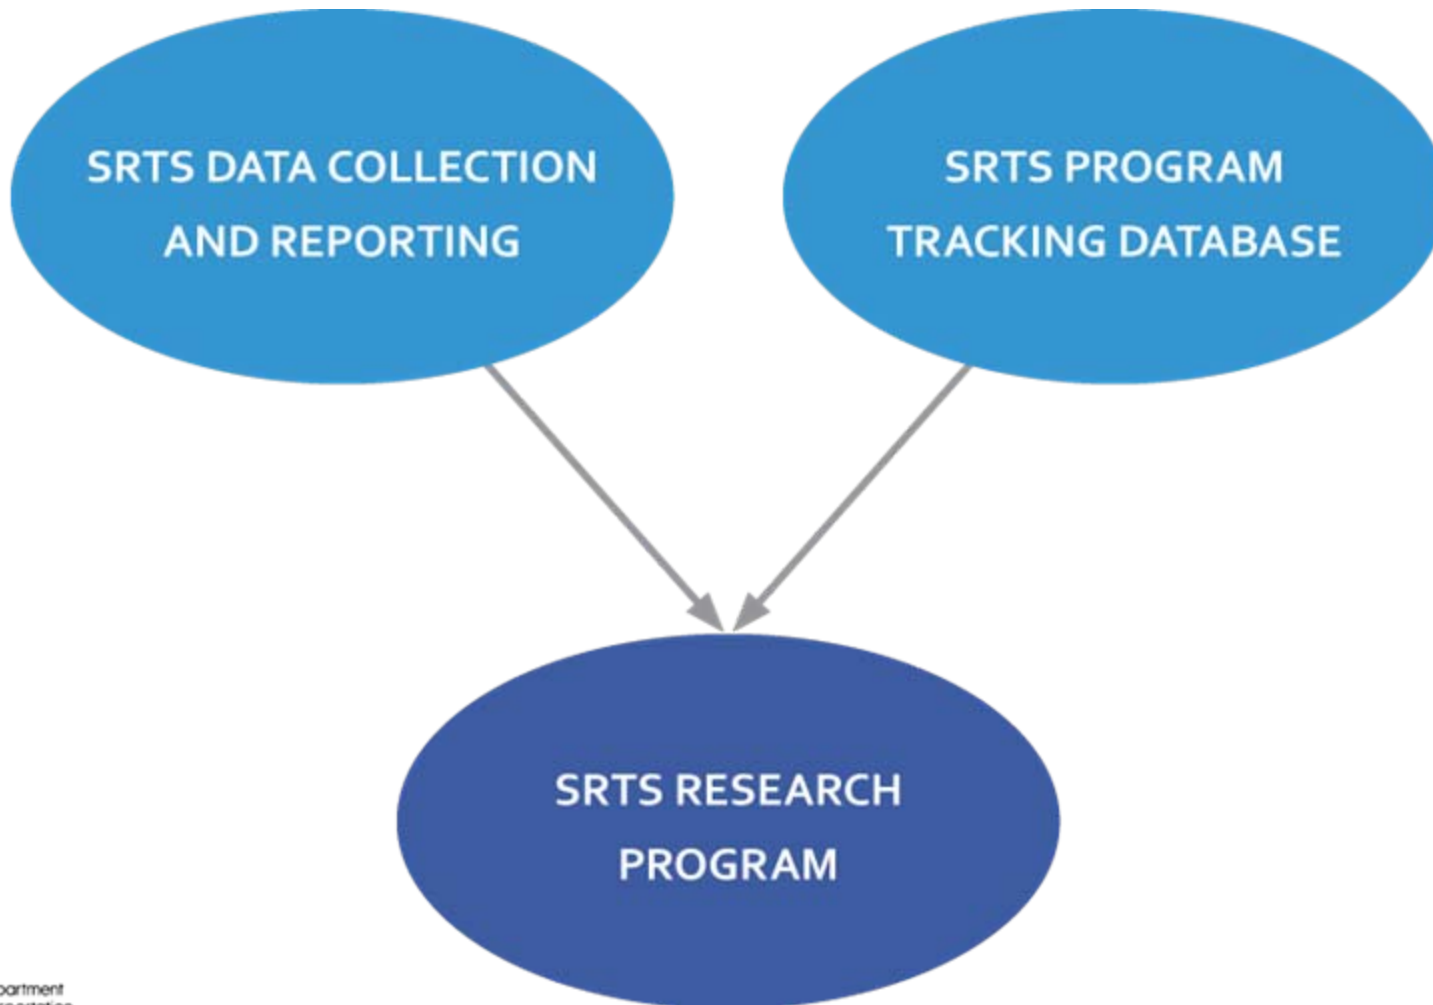 SRTS DATA COLLECTION
AND REPORTING
SRTS PROGRAM
TRACKING DATABASE
SRTS RESEARCH
PROGRAM